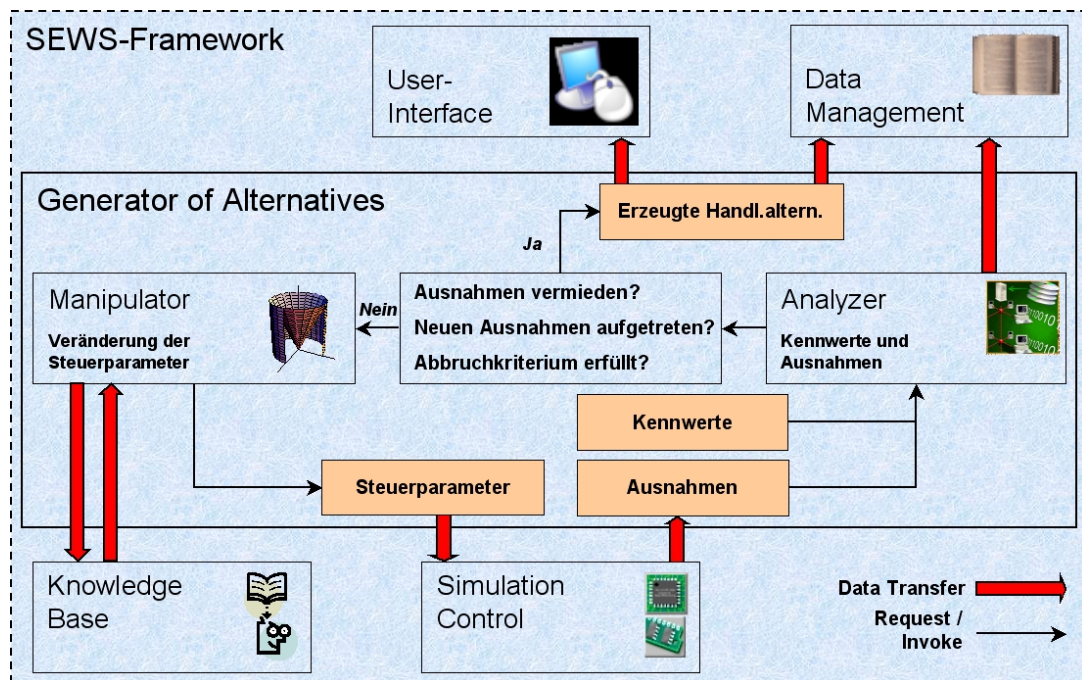 SEWS-Framework
User-
Interface
Data
Management
Generator of Alternatives
Erzeugte Handl.altern.
Ja
Manipulator
Veränderung der
Steuerparameter
Nein
Ausnahmen vermieden?
Neuen Ausnahmen aufgetreten?
Abbruchkriterium erfüllt?
Analyzer
Kennwerte und
Ausnahmen
Kennwerte
Steuerparameter
Ausnahmen
Knowledge
Base
Simulation
Control
Data Transfer
Request /
Invoke